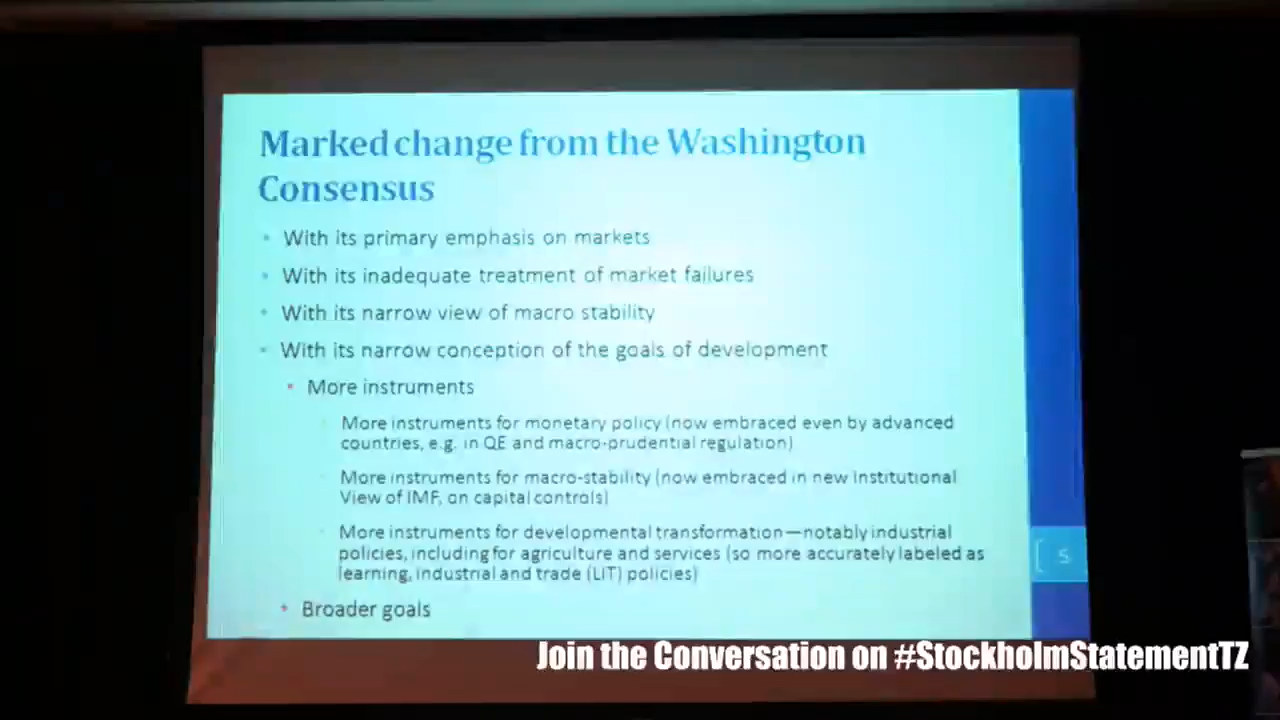 Marked change from the Washington
Consensus
• With its primary emphasis on markets
• With its inadequate treatment of market failures
• With its narrow view of macro stability
• With its narrow conception of the goals of development
• More instruments
More instruments for monetary policy (now embraced even by advanced
countries, e.g. in QE and macro-prudential regulation)
More instruments for macro-stability (now embraced in new Institutional
View of IMF, on capital controls)
More instruments for developmental transformation—notably industrial
policies, including for agriculture and services (so more accurately labeled as
learning, industrial and trade (LIT) policies)
• Broader goals
[ 5
Join the Conversation on #StockholmStatementTZ